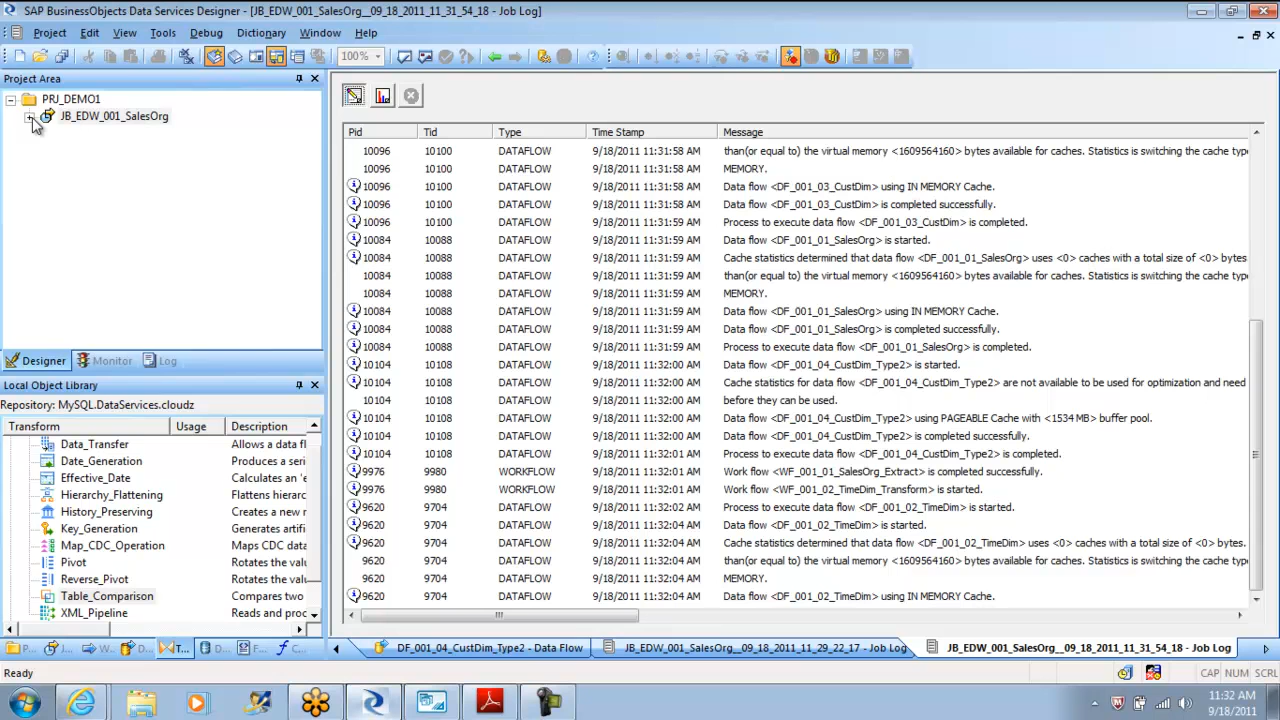 SAP BusinessObjects Data Services Designer - [JB_EDW_001_SalesOrg__09_18_2011_11_31_54_18 - Job Log]
Project Edit View Tools Debug Dictionary Window Help
100%
Project Area
PRJ_DEMO1
JB_EDW_001_SalesOrg
Designer Monitor Log
Local Object Library
Repository: MySQL.DataServices.cloudz
Transform Usage Description
Data_Transfer Allows a data fl
Date_Generation Produces a seri
Effective_Date Calculates an 'e
Hierarchy_Flattening Flattens hierarc
History_Preserving Creates a new r
Key_Generation Generates artifi
Map_CDC_Operation Maps CDC data
Pivot Rotates the valu
Reverse_Pivot Rotates the valu
Table_Comparison Compares two
XML_Pipeline Reads and proc
P... J... W... D... T... D... F... C...
Pid Tid Type Time Stamp Message
10096 10100 DATAFLOW 9/18/2011 11:31:58 AM than(or equal to) the virtual memory <1609564160> bytes available for caches. Statistics is switching the cache type
10096 10100 DATAFLOW 9/18/2011 11:31:58 AM MEMORY.
10096 10100 DATAFLOW 9/18/2011 11:31:58 AM Data flow <DF_001_03_CustDim> using IN MEMORY Cache.
10096 10100 DATAFLOW 9/18/2011 11:31:58 AM Data flow <DF_001_03_CustDim> is completed successfully.
10096 10100 DATAFLOW 9/18/2011 11:31:59 AM Process to execute data flow <DF_001_03_CustDim> is completed.
10084 10088 DATAFLOW 9/18/2011 11:31:59 AM Data flow <DF_001_01_SalesOrg> is started.
10084 10088 DATAFLOW 9/18/2011 11:31:59 AM Cache statistics determined that data flow <DF_001_01_SalesOrg> uses <0> caches with a total size of <0> bytes.
10084 10088 DATAFLOW 9/18/2011 11:31:59 AM than(or equal to) the virtual memory <1609564160> bytes available for caches. Statistics is switching the cache type
10084 10088 DATAFLOW 9/18/2011 11:31:59 AM MEMORY.
10084 10088 DATAFLOW 9/18/2011 11:31:59 AM Data flow <DF_001_01_SalesOrg> using IN MEMORY Cache.
10084 10088 DATAFLOW 9/18/2011 11:31:59 AM Data flow <DF_001_01_SalesOrg> is completed successfully.
10084 10088 DATAFLOW 9/18/2011 11:31:59 AM Process to execute data flow <DF_001_01_SalesOrg> is completed.
10104 10108 DATAFLOW 9/18/2011 11:32:00 AM Data flow <DF_001_04_CustDim_Type2> is started.
10104 10108 DATAFLOW 9/18/2011 11:32:00 AM Cache statistics for data flow <DF_001_04_CustDim_Type2> are not available to be used for optimization and need
10104 10108 DATAFLOW 9/18/2011 11:32:00 AM before they can be used.
10104 10108 DATAFLOW 9/18/2011 11:32:00 AM Data flow <DF_001_04_CustDim_Type2> using PAGEABLE Cache with <1534 MB> buffer pool.
10104 10108 DATAFLOW 9/18/2011 11:32:01 AM Data flow <DF_001_04_CustDim_Type2> is completed successfully.
10104 10108 DATAFLOW 9/18/2011 11:32:01 AM Process to execute data flow <DF_001_04_CustDim_Type2> is completed.
9976 9980 WORKFLOW 9/18/2011 11:32:01 AM Work flow <WF_001_01_SalesOrg_Extract> is completed successfully.
9976 9980 WORKFLOW 9/18/2011 11:32:01 AM Work flow <WF_001_02_TimeDim_Transform> is started.
9620 9704 DATAFLOW 9/18/2011 11:32:02 AM Process to execute data flow <DF_001_02_TimeDim> is started.
9620 9704 DATAFLOW 9/18/2011 11:32:04 AM Data flow <DF_001_02_TimeDim> is started.
9620 9704 DATAFLOW 9/18/2011 11:32:04 AM Cache statistics determined that data flow <DF_001_02_TimeDim> uses <0> caches with a total size of <0> bytes.
9620 9704 DATAFLOW 9/18/2011 11:32:04 AM than(or equal to) the virtual memory <1609564160> bytes available for caches. Statistics is switching the cache type
9620 9704 DATAFLOW 9/18/2011 11:32:04 AM MEMORY.
9620 9704 DATAFLOW 9/18/2011 11:32:04 AM Data flow <DF_001_02_TimeDim> using IN MEMORY Cache.
DF_001_04_CustDim_Type2 - Data Flow JB_EDW_001_SalesOrg__09_18_2011_11_29_22_17 - Job Log JB_EDW_001_SalesOrg__09_18_2011_11_31_54_18 - Job Log
Ready CAP NUM SCRL
11:32 AM
9/18/2011